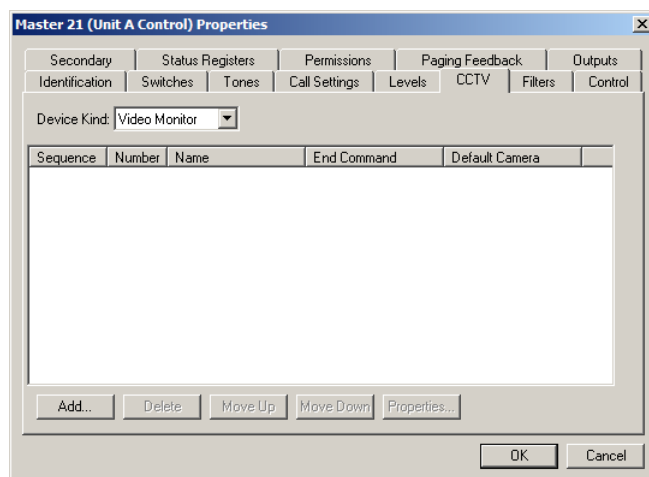 Master 21 (Unit A Control) Properties
Secondary Status Registers Permissions Paging Feedback Outputs
Identification Switches Tones Call Settings Levels CCTV Filters Control
Device Kind: Video Monitor
Sequence Number Name End Command Default Camera
Add... Delete Move Up Move Down Properties...
OK Cancel